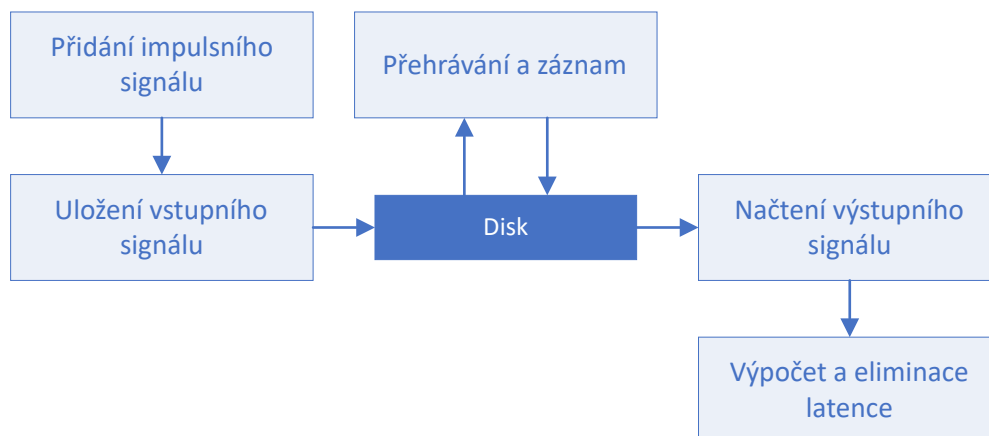 Přidání impulsního
signálu
Přehrávání a záznam
Uložení vstupního
signálu
Disk
Načtení výstupního
signálu
Výpočet a eliminace
latence